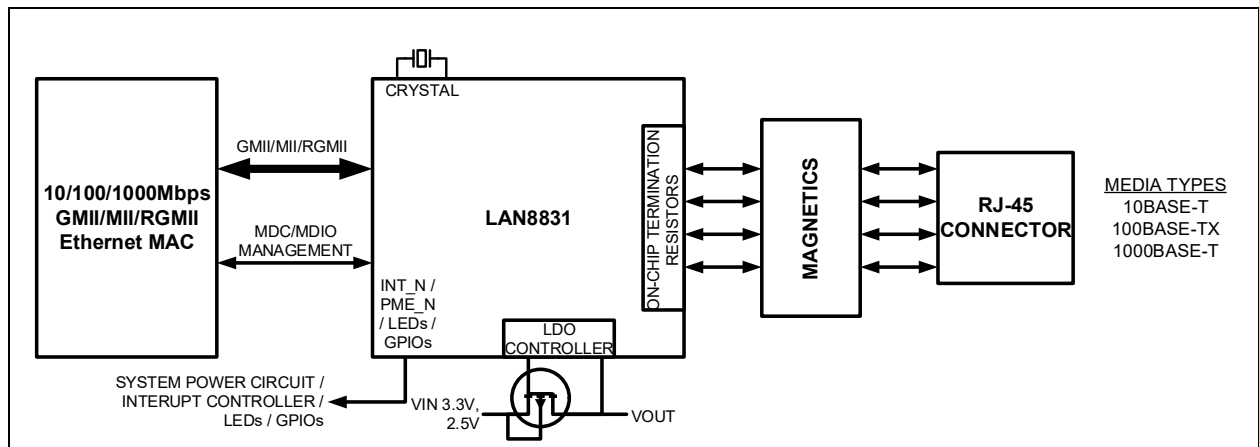 CRYSTAL
GMII/MII/RGMII
10/100/1000Mbps
GMII/MII/RGMII
Ethernet MAC
MDC/MDIO
MANAGEMENT
LAN8831
ON-CHIP TERMINATION
RESISTORS
MAGNETICS
RJ-45
CONNECTOR
MEDIA TYPES
10BASE-T
100BASE-TX
1000BASE-T
INT_N /
PME_N
/ LEDs /
GPIOs
LDO
CONTROLLER
SYSTEM POWER CIRCUIT /
INTERUPT CONTROLLER /
LEDs / GPIOs
VIN 3.3V,
2.5V
VOUT